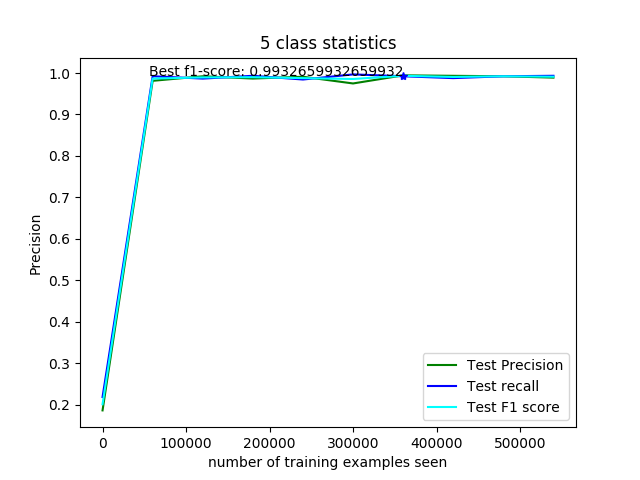 5 class statistics
Best f1-score: 0.9932659932659932
1.0
0.9
0.8
0.7
0.6
0.5
0.4
0.3
0.2
Precision
Test Precision
Test recall
Test F1 score
0 100000 200000 300000 400000 500000
number of training examples seen